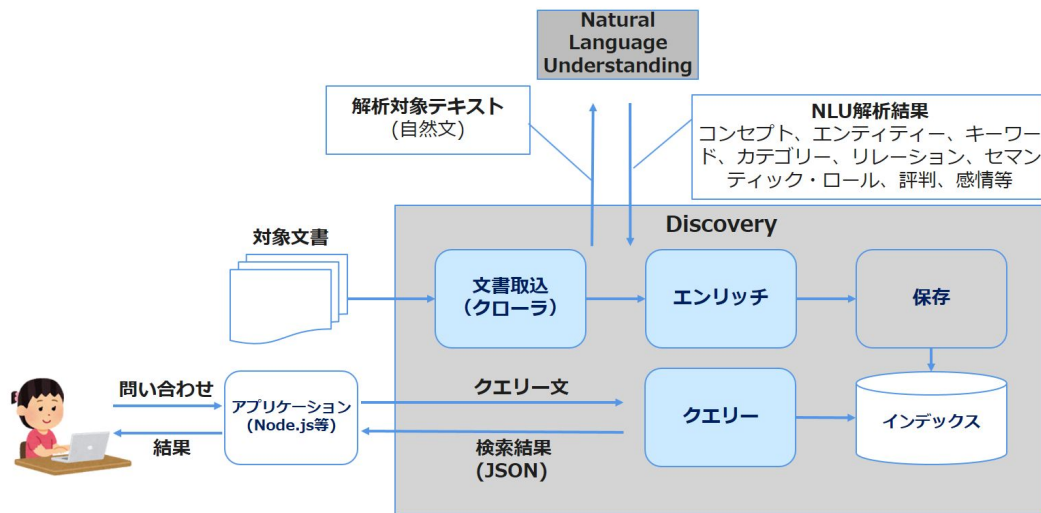 Natural
Language
Understanding
解析対象テキスト
(自然文)
NLU解析結果
コンセプト、エンティティー、キーワー
ド、カテゴリー、リレーション、セマン
ティック・ロール、評判、感情等
Discovery
対象文書
文書取込
(クローラ)
エンリッチ
保存
問い合わせ
アプリケーション
(Node.js等)
クエリー文
クエリー
インデックス
結果
検索結果
(JSON)